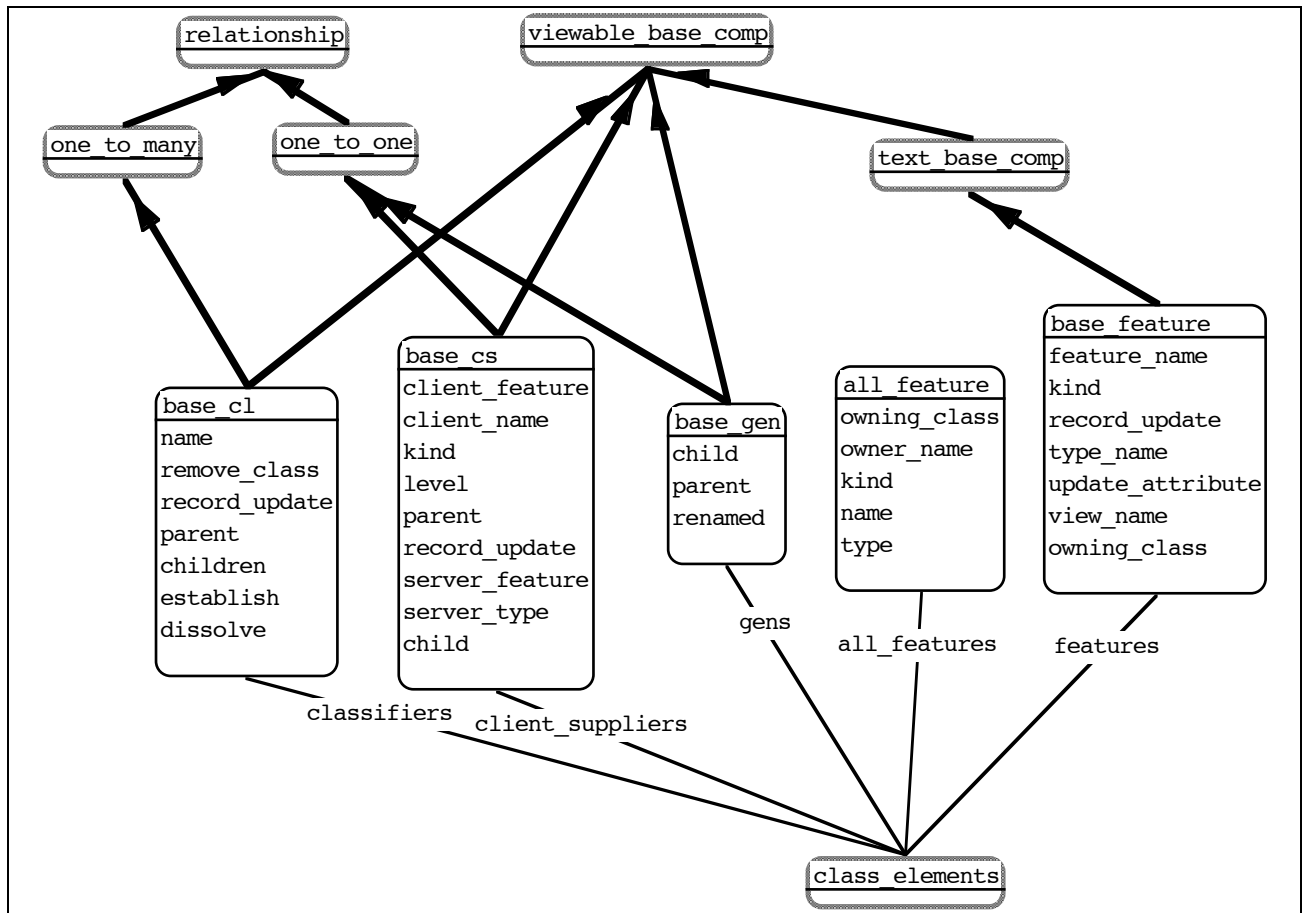 relationship
viewable_base_comp
one_to_many
one_to_one
text_base_comp
base_cl
name
remove_class
record_update
parent
children
establish
dissolve
base_cs
client_feature
client_name
kind
level
parent
record_update
server_feature
server_type
child
base_gen
child
parent
renamed
all_feature
owning_class
owner_name
kind
name
type
base_feature
feature_name
kind
record_update
type_name
update_attribute
view_name
owning_class
gens
all_features
features
classifiers
client_suppliers
class_elements